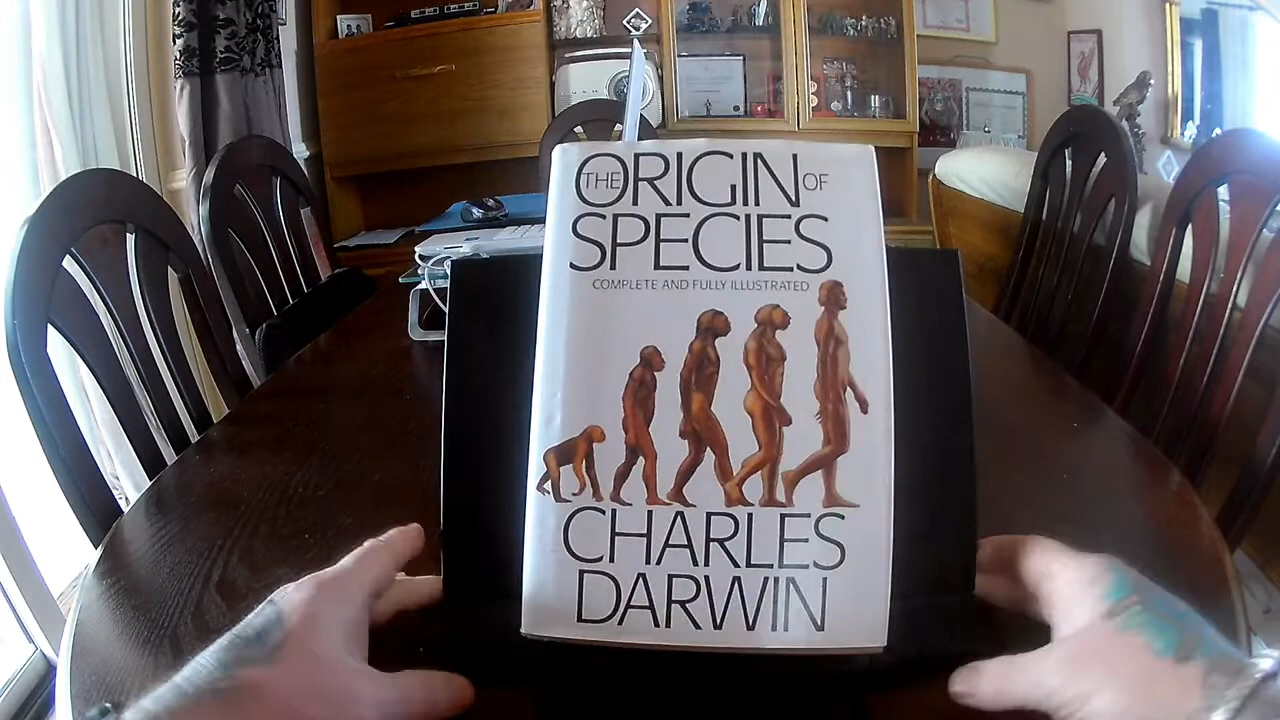 THE ORIGIN OF
SPECIES
COMPLETE AND FULLY ILLUSTRATED
CHARLES
DARWIN